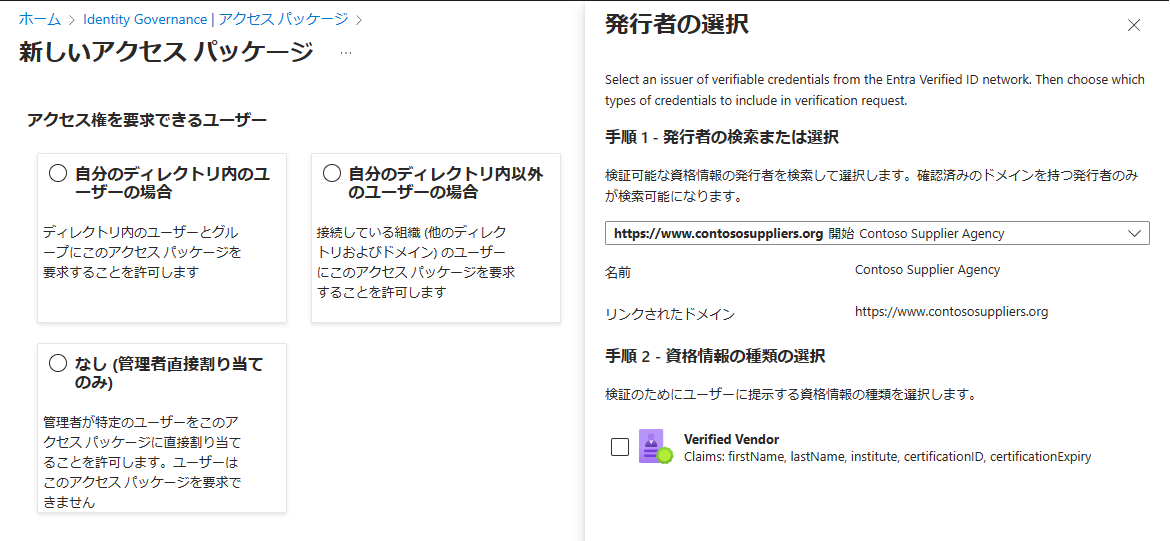 ホーム > Identity Governance | アクセス パッケージ >
新しいアクセス パッケージ ...
アクセス権を要求できるユーザー
自分のディレクトリ内のユ
ーザーの場合
ディレクトリ内のユーザーとグル
ープにこのアクセス パッケージを
要求することを許可します
自分のディレクトリ内以外
のユーザーの場合
接続している組織 (他のディレク
トリおよびドメイン) のユーザー
にこのアクセス パッケージを要求
することを許可します
なし (管理者直接割り当て
のみ)
管理者が特定のユーザーをこのア
クセス パッケージに直接割り当て
ることを許可します。ユーザーは
このアクセス パッケージを要求で
きません
発行者の選択
Select an issuer of verifiable credentials from the Entra Verified ID network. Then choose which
types of credentials to include in verification request.
手順 1 - 発行者の検索または選択
検証可能な資格情報の発行者を検索して選択します。確認済みのドメインを持つ発行者のみ
が検索可能になります。
https://www.contososuppliers.org 開始 Contoso Supplier Agency
名前 Contoso Supplier Agency
リンクされたドメイン https://www.contososuppliers.org
手順 2 - 資格情報の種類の選択
検証のためにユーザーに提示する資格情報の種類を選択します。
Verified Vendor
Claims: firstName, lastName, institute, certificationID, certificationExpiry